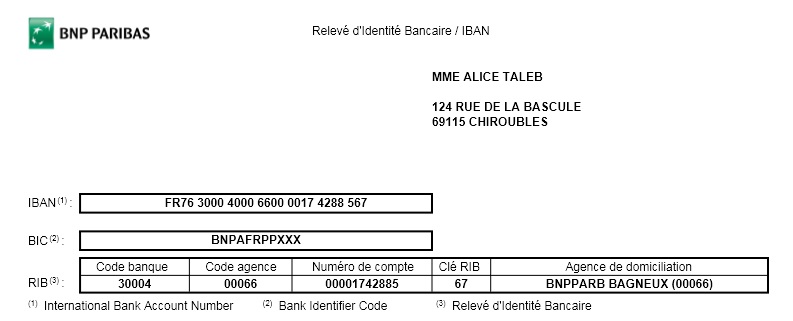 BNP PARIBAS
Relevé d'Identité Bancaire / IBAN
MME ALICE TALEB
124 RUE DE LA BASCULE
69115 CHIROUBLES
IBAN (1) : FR76 3000 4000 6600 0017 4288 567
BIC (2) : BNPAFRPPXXX
Code banque Code agence Numéro de compte Clé RIB Agence de domiciliation
RIB (3) : 30004 00066 00001742885 67 BNPPARB BAGNEUX (00066)
(1) International Bank Account Number (2) Bank Identifier Code (3) Relevé d'Identité Bancaire